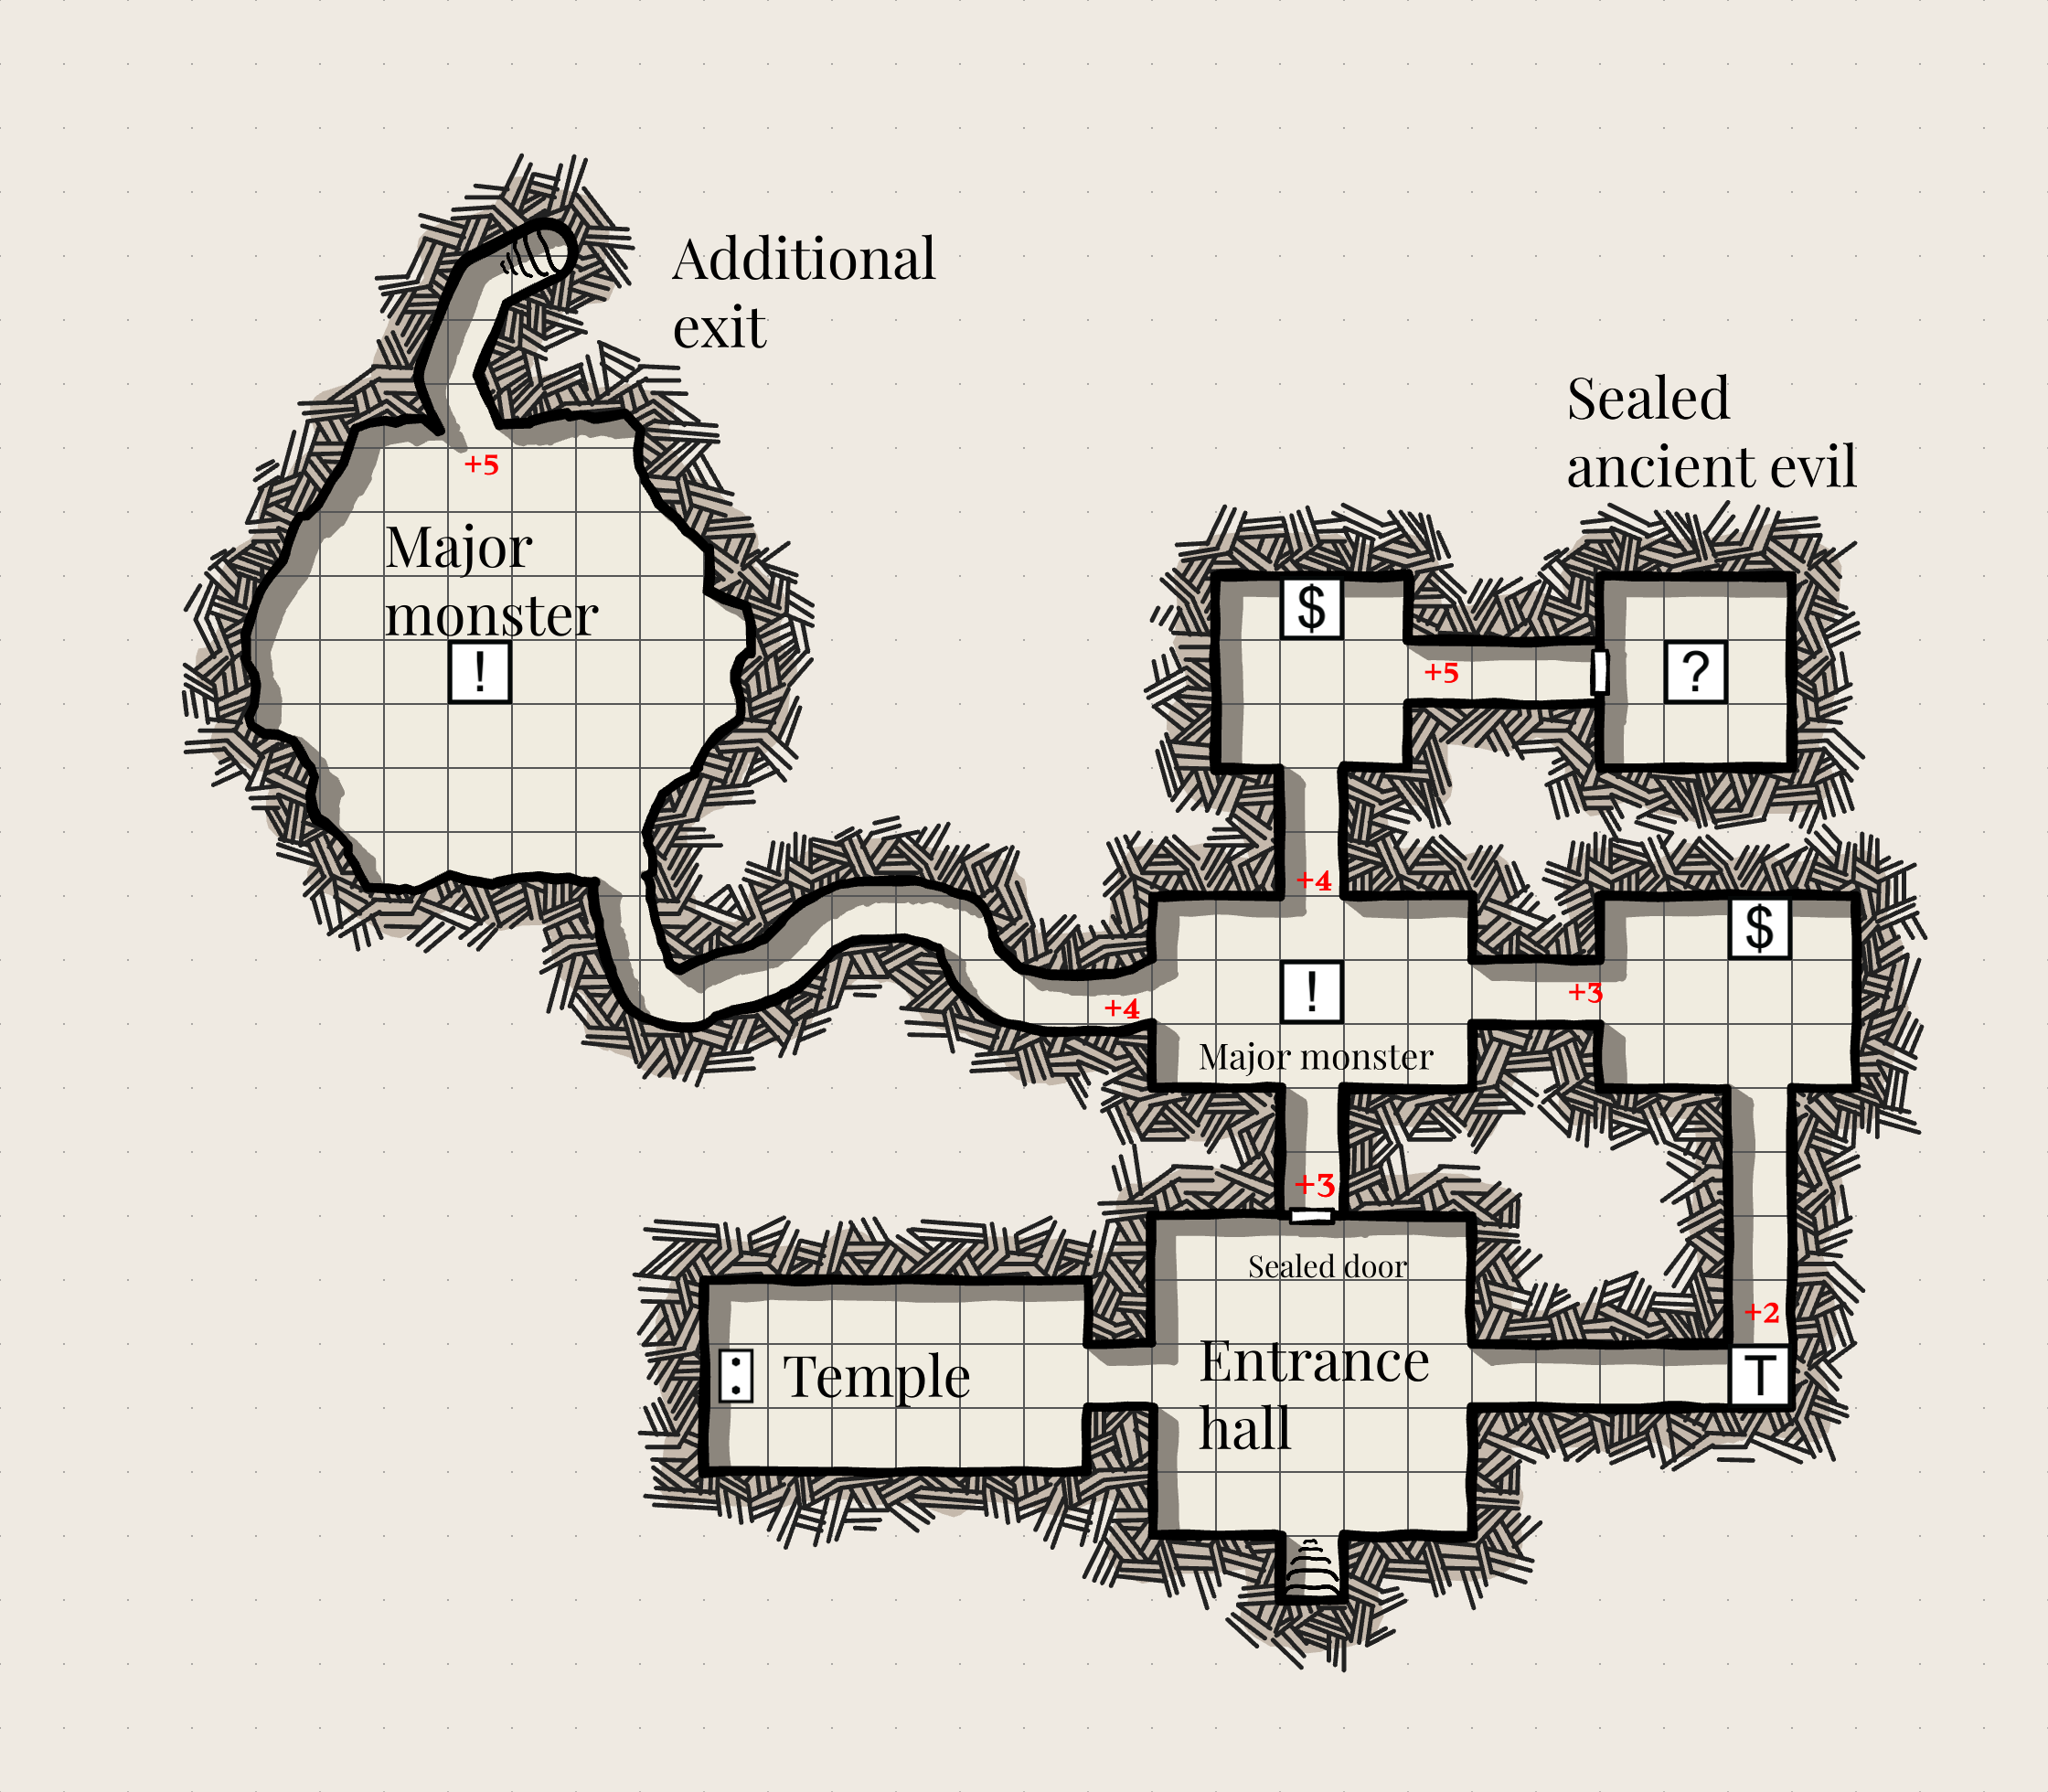 Additional
exit
Sealed
ancient evil
+5
Major
monster
!
$
+5
?
+4
$
+4
!
+3
Major monster
+3
Sealed door
+2
Temple
Entrance
hall
T